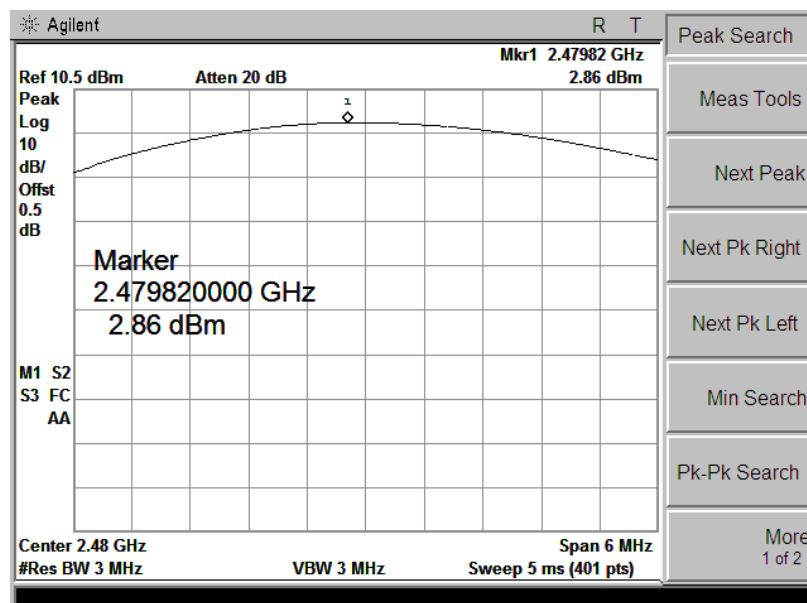 Agilent R T
Mkr1 2.47982 GHz
Ref 10.5 dBm Atten 20 dB 2.86 dBm
Peak
Log
10
dB/
Offst
0.5
dB
1
Marker
2.479820000 GHz
2.86 dBm
M1 S2
S3 FC
AA
Center 2.48 GHz Span 6 MHz
#Res BW 3 MHz VBW 3 MHz Sweep 5 ms (401 pts)
Peak Search
Meas Tools
Next Peak
Next Pk Right
Next Pk Left
Min Search
Pk-Pk Search
More
1 of 2